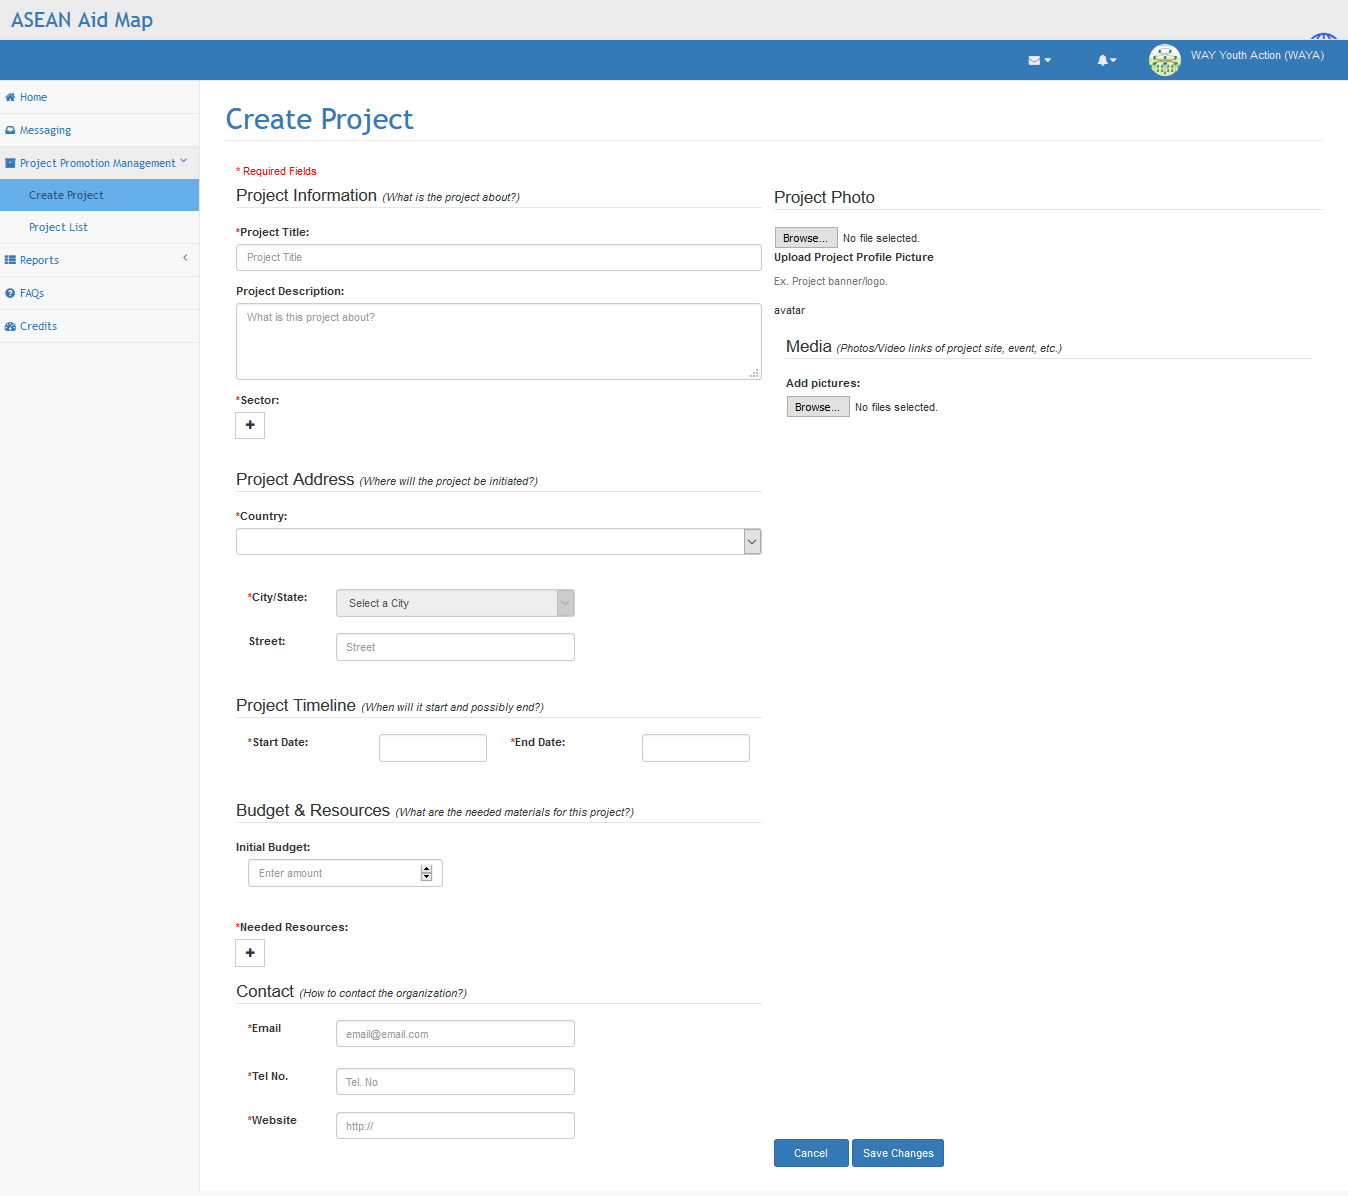 ASEAN Aid Map
WAY Youth Action (WAYA)
Home
Messaging
Project Promotion Management
Create Project
Project List
Reports
FAQs
Credits
Create Project
* Required Fields
Project Information (What is the project about?)
*Project Title:
Project Title
Project Description:
What is this project about?
*Sector:
Project Address (Where will the project be initiated?)
*Country:
*City/State:
Select a City
Street:
Street
Project Timeline (When will it start and possibly end?)
*Start Date:
*End Date:
Budget & Resources (What are the needed materials for this project?)
Initial Budget:
Enter amount
*Needed Resources:
Contact (How to contact the organization?)
*Email
email@email.com
*Tel No.
Tel. No
*Website
http://
Project Photo
Browse... No file selected.
Upload Project Profile Picture
Ex. Project banner/logo.
avatar
Media (Photos/Video links of project site, event, etc.)
Add pictures:
Browse... No files selected.
Cancel
Save Changes